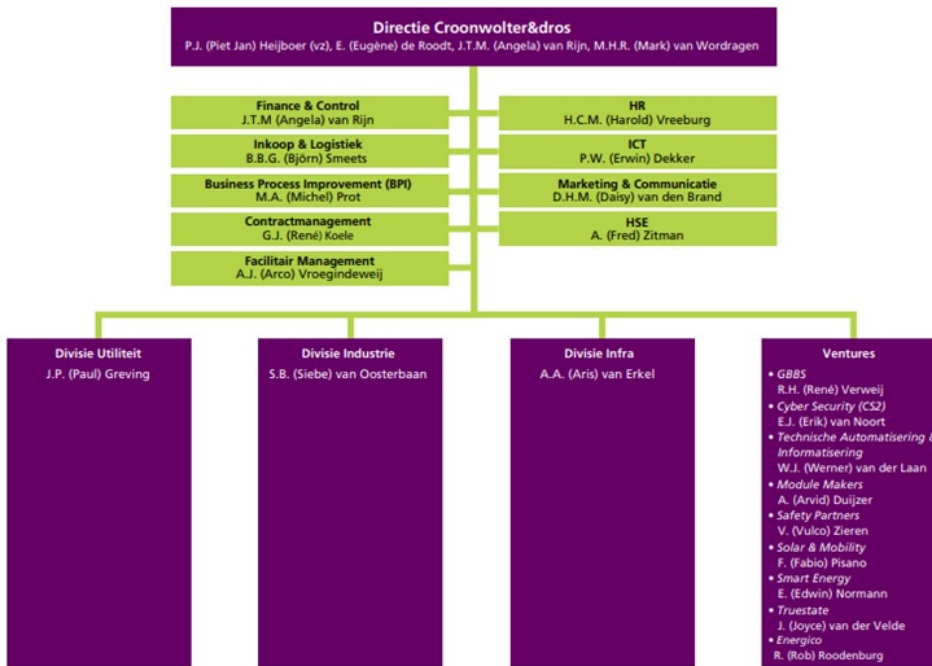 Directie Croonwolter&dros
P.J. (Piet Jan) Heijboer (vz), E. (Eugène) de Roodt, J.T.M. (Angela) van Rijn, M.H.R. (Mark) van Wordragen
Finance & Control
J.T.M (Angela) van Rijn
HR
H.C.M. (Harold) Vreeburg
Inkoop & Logistiek
B.B.G. (Björn) Smeets
ICT
P.W. (Erwin) Dekker
Business Process Improvement (BPI)
M.A. (Michel) Prot
Marketing & Communicatie
D.H.M. (Daisy) van den Brand
Contractmanagement
G.J. (René) Koele
HSE
A. (Fred) Zitman
Facilitair Management
A.J. (Arco) Vroegindeweij
Divisie Utiliteit
J.P. (Paul) Greving
Divisie Industrie
S.B. (Siebe) van Oosterbaan
Divisie Infra
A.A. (Aris) van Erkel
Ventures
• GBBS
R.H. (René) Verweij
• Cyber Security (CS2)
E.J. (Erik) van Noort
• Technische Automatisering &
Informatisering
W.J. (Werner) van der Laan
• Module Makers
A. (Arvid) Duijzer
• Safety Partners
V. (Vulco) Zieren
• Solar & Mobility
F. (Fabio) Pisano
• Smart Energy
E. (Edwin) Normann
• Truestate
J. (Joyce) van der Velde
• Energico
R. (Rob) Roodenburg